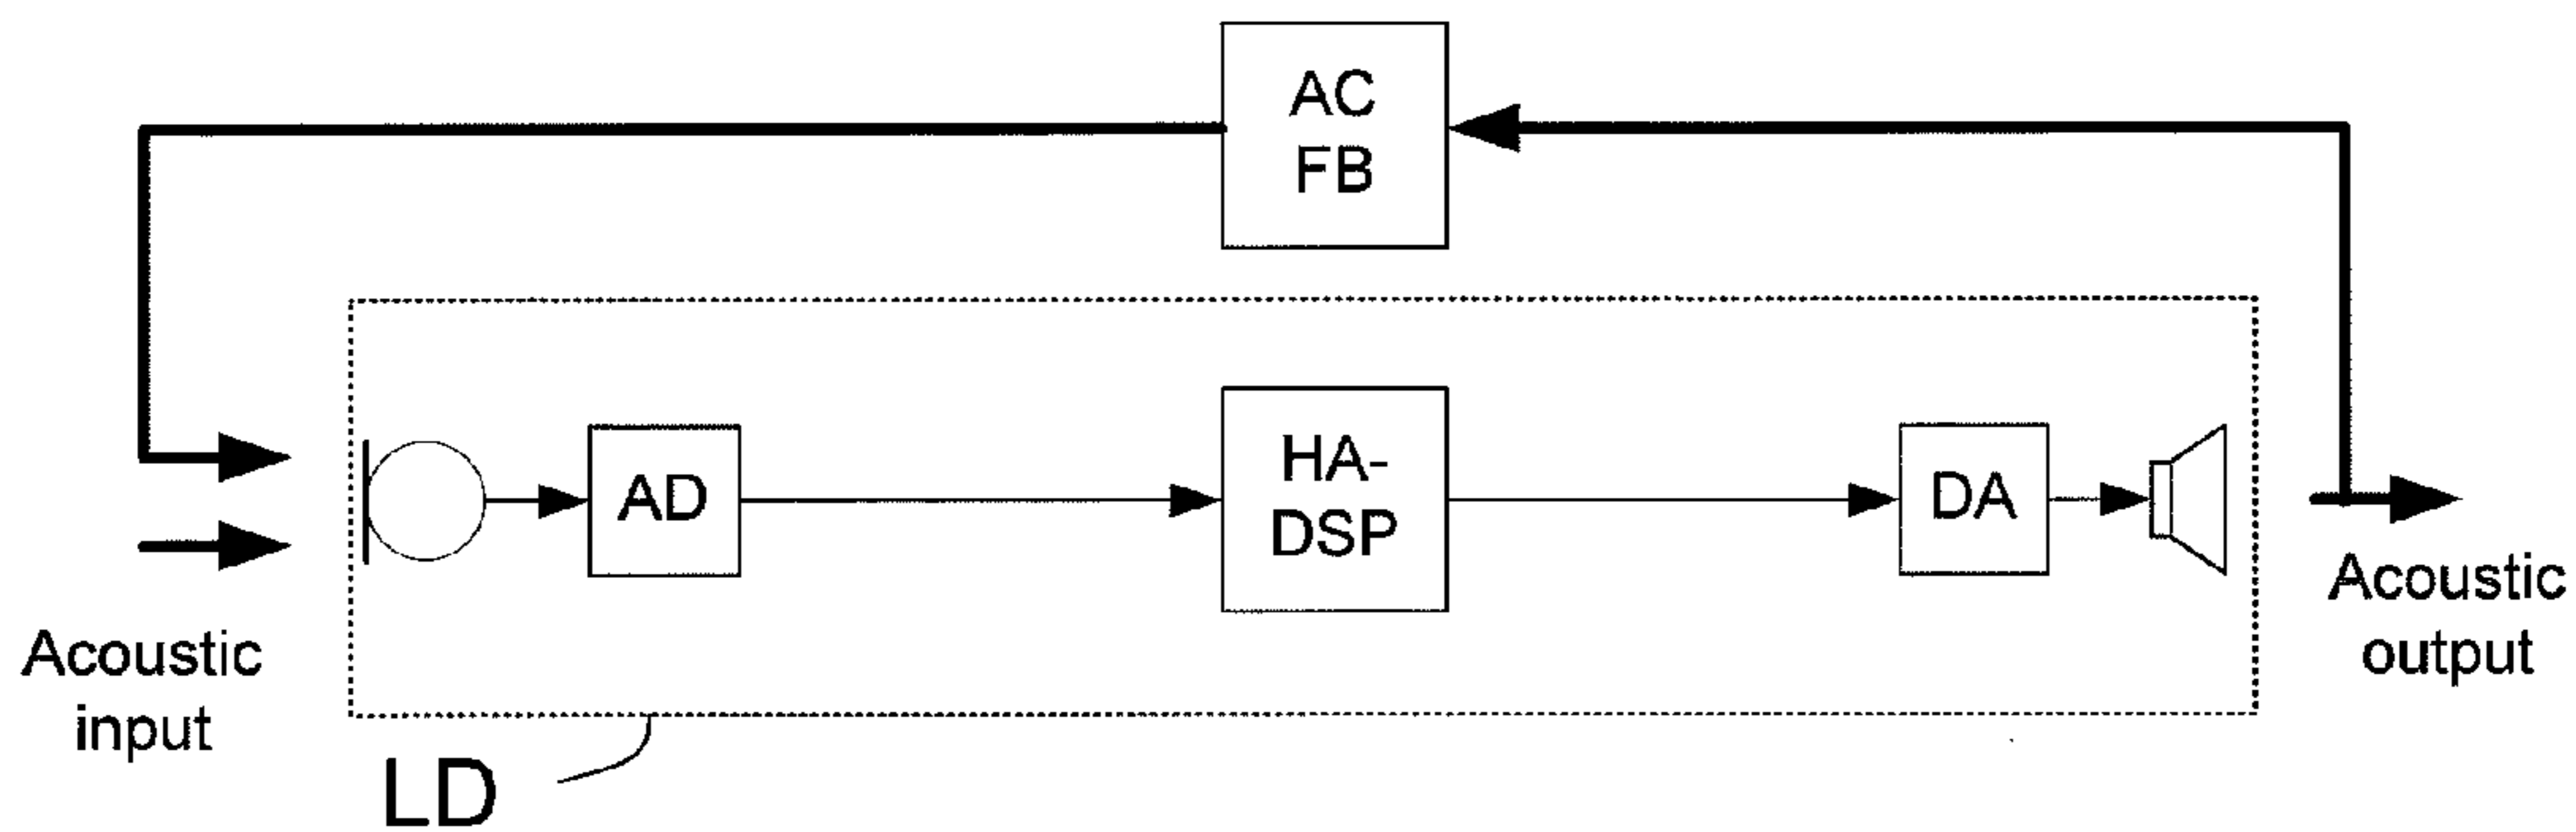 AC
FB
AD
HA-
DSP
DA
Acoustic
input
Acoustic
output
LD